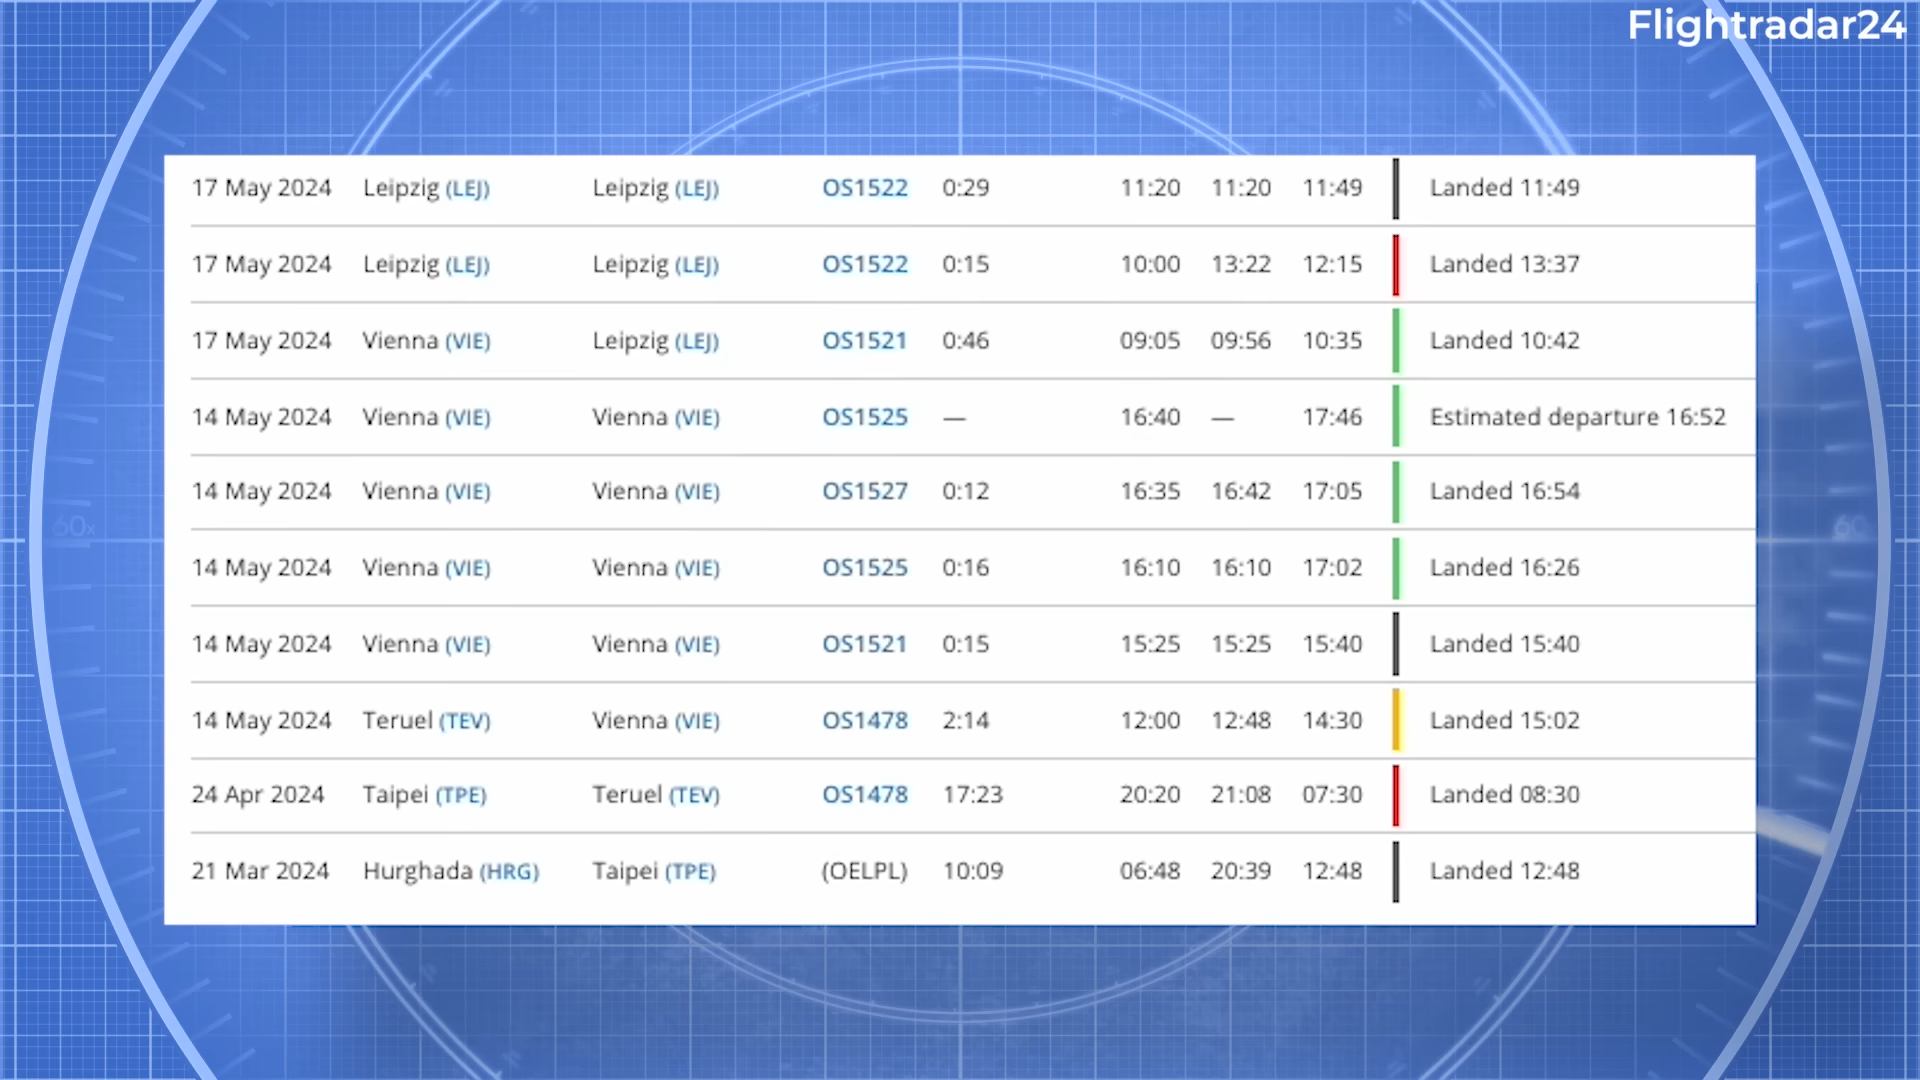 Flightradar24
17 May 2024 Leipzig (LEJ) Leipzig (LEJ) OS1522 0:29 11:20 11:20 11:49 Landed 11:49
17 May 2024 Leipzig (LEJ) Leipzig (LEJ) OS1522 0:15 10:00 13:22 12:15 Landed 13:37
17 May 2024 Vienna (VIE) Leipzig (LEJ) OS1521 0:46 09:05 09:56 10:35 Landed 10:42
14 May 2024 Vienna (VIE) Vienna (VIE) OS1525 — 16:40 — 17:46 Estimated departure 16:52
14 May 2024 Vienna (VIE) Vienna (VIE) OS1527 0:12 16:35 16:42 17:05 Landed 16:54
60x 60
14 May 2024 Vienna (VIE) Vienna (VIE) OS1525 0:16 16:10 16:10 17:02 Landed 16:26
14 May 2024 Vienna (VIE) Vienna (VIE) OS1521 0:15 15:25 15:25 15:40 Landed 15:40
14 May 2024 Teruel (TEV) Vienna (VIE) OS1478 2:14 12:00 12:48 14:30 Landed 15:02
24 Apr 2024 Taipei (TPE) Teruel (TEV) OS1478 17:23 20:20 21:08 07:30 Landed 08:30
21 Mar 2024 Hurghada (HRG) Taipei (TPE) (OELPL) 10:09 06:48 20:39 12:48 Landed 12:48